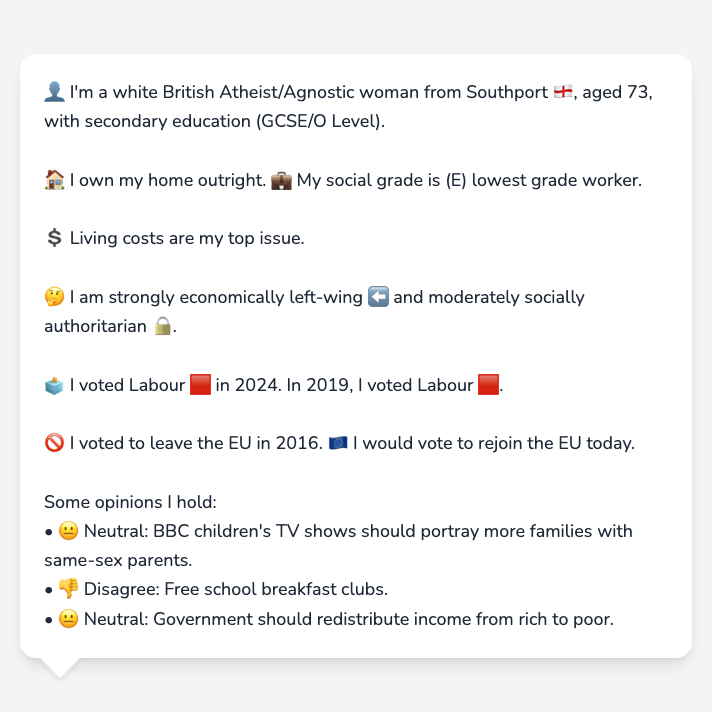 👤 I'm a white British Atheist/Agnostic woman from Southport 🏴󠁧󠁢󠁥󠁮󠁧󠁿, aged 73,
with secondary education (GCSE/O Level).
🏠 I own my home outright. 💼 My social grade is (E) lowest grade worker.
💲 Living costs are my top issue.
🤔 I am strongly economically left-wing ⬅️ and moderately socially
authoritarian 🔒.
🗳️ I voted Labour 🟥 in 2024. In 2019, I voted Labour 🟥.
🚫 I voted to leave the EU in 2016. 🇪🇺 I would vote to rejoin the EU today.
Some opinions I hold:
• 😐 Neutral: BBC children's TV shows should portray more families with
same-sex parents.
• 👎 Disagree: Free school breakfast clubs.
• 😐 Neutral: Government should redistribute income from rich to poor.